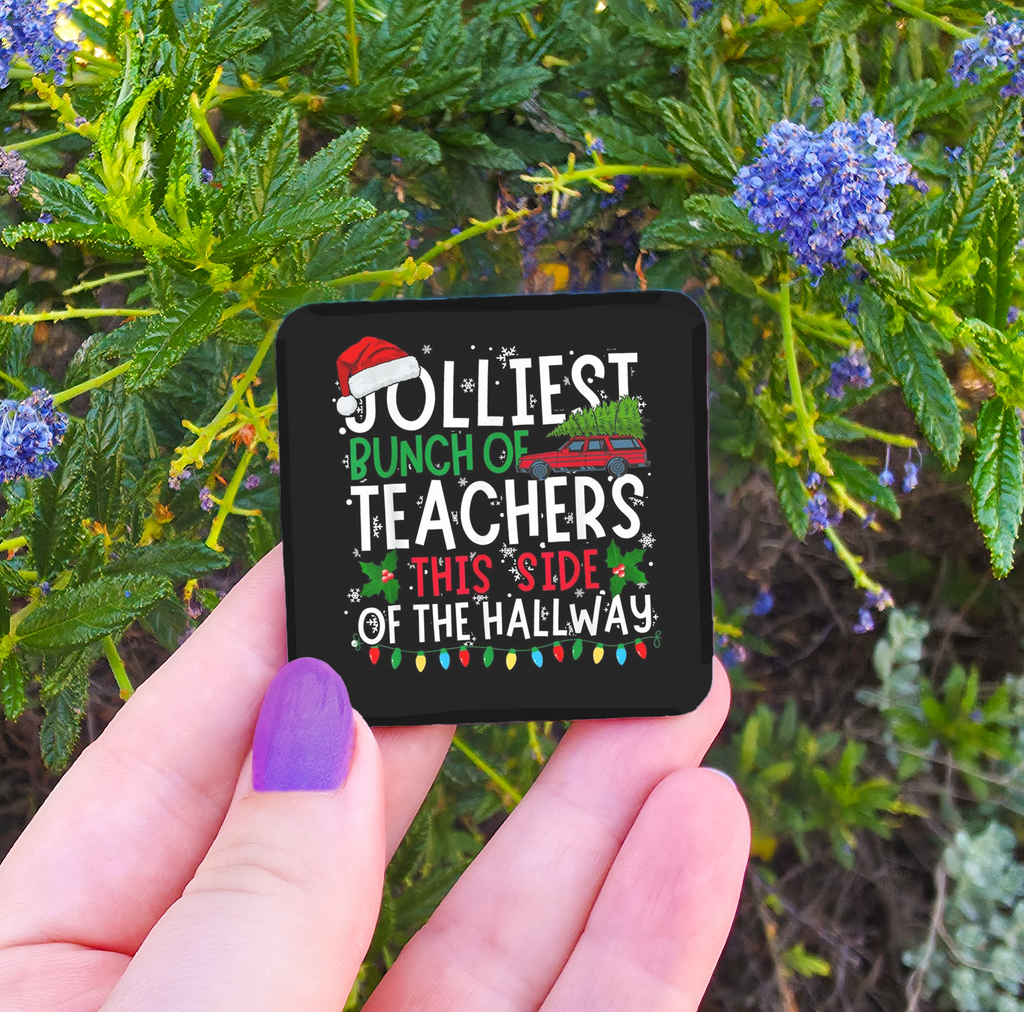 JOLLIEST
BUNCH OF
TEACHERS
THIS SIDE
OF THE HALLWAY